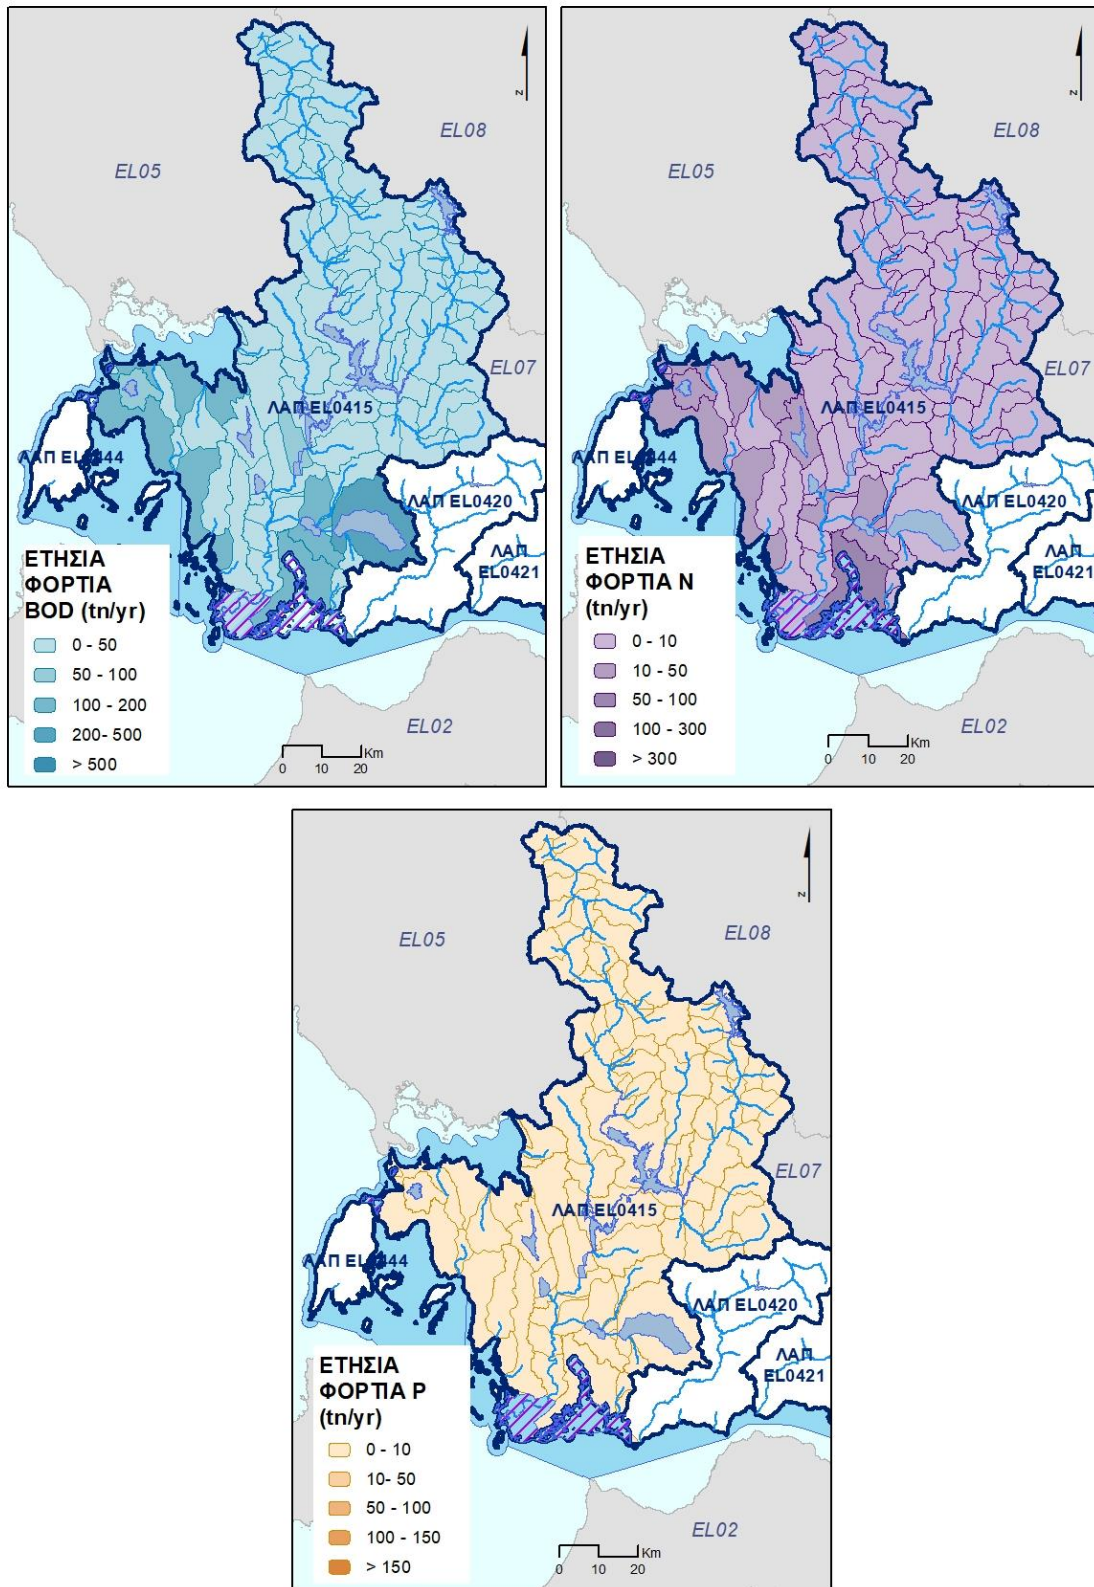 z
EL05
EL08
EL07
ΛΑΠ EL0415
ΛΑΠ EL0420
ΛΑΠ
EL0421
ΕΤΗΣΙΑ
ΦΟΡΤΙΑ
BOD (tn/yr)
0 - 50
50 - 100
100 - 200
200- 500
> 500
EL02
Km
0 10 20
z
EL05
EL08
EL07
ΛΑΠ EL0415
ΛΑΠ EL0420
ΛΑΠ
EL0421
ΕΤΗΣΙΑ
ΦΟΡΤΙΑ N
(tn/yr)
0 - 10
10 - 50
50 - 100
100 - 300
> 300
EL02
Km
0 10 20
z
EL05
EL08
EL07
ΛΑΠ EL0415
ΛΑΠ EL0420
ΛΑΠ
EL0421
ΕΤΗΣΙΑ
ΦΟΡΤΙΑ P
(tn/yr)
0 - 10
10- 50
50 - 100
100 - 150
> 150
EL02
Km
0 10 20